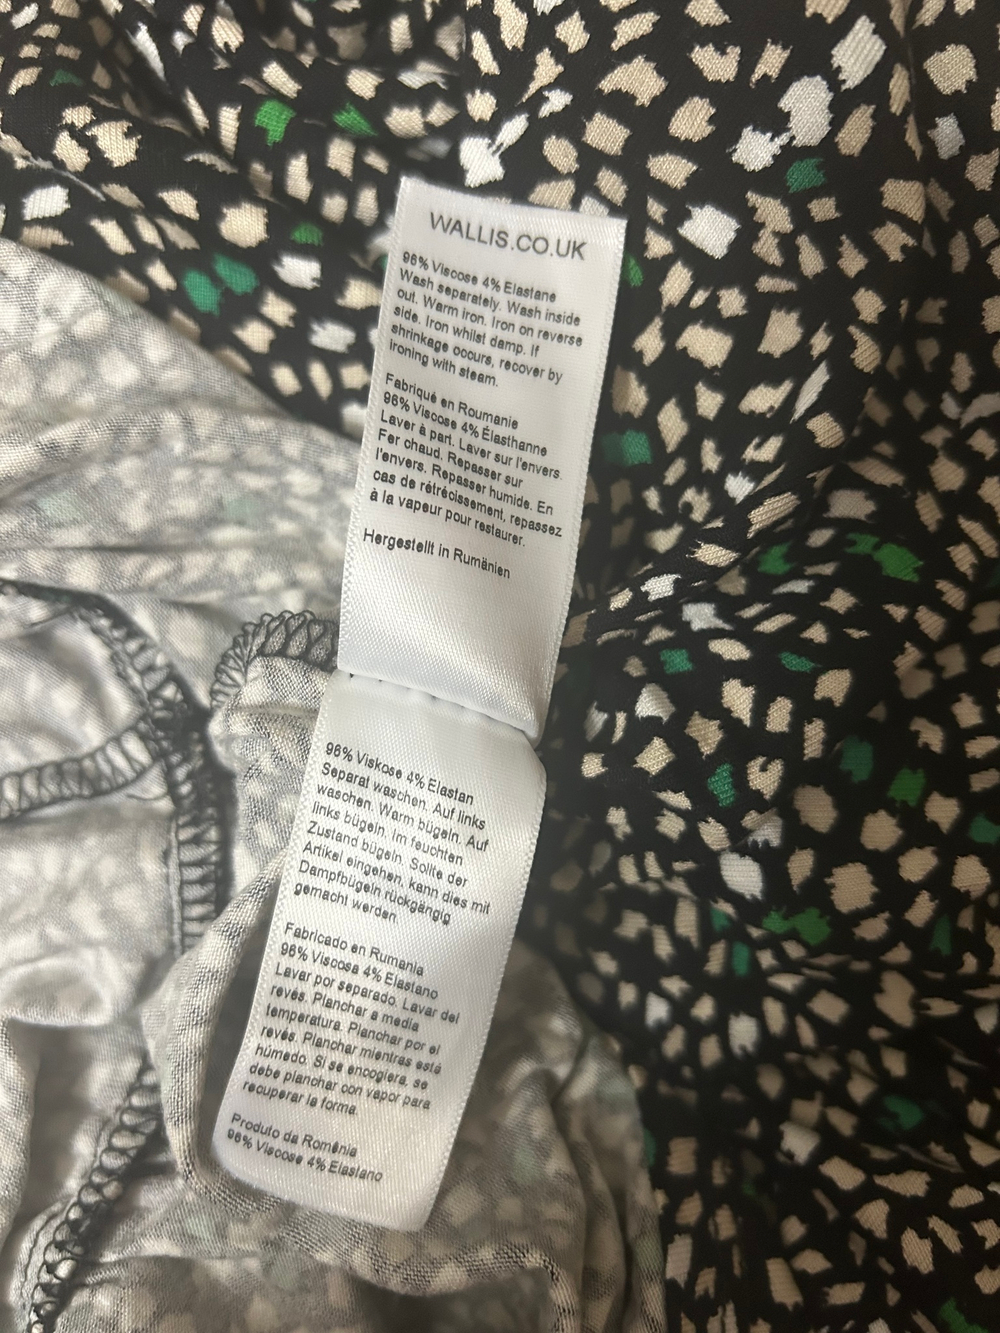 WALLIS.CO.UK
96% Viscose 4% Elastane
Wash separately. Wash inside
out. Warm iron. Iron on reverse
side. Iron whilst damp. If
shrinkage occurs, recover by
ironing with steam.
Fabriqué en Roumanie
96% Viscose 4% Élasthanne
Laver à part. Laver sur l'envers.
Fer chaud. Repasser sur
l'envers. Repasser humide. En
cas de rétrécissement, repassez
à la vapeur pour restaurer.
Hergestellt in Rumänien
96% Viskose 4% Elastan
Separat waschen. Auf links
waschen. Warm bügeln. Auf
links bügeln. Im feuchten
Zustand bügeln. Sollte der
Artikel eingehen, kann dies mit
Dampfbügeln rückgängig
gemacht werden.
Fabricado en Rumania
96% Viscosa 4% Elastano
Lavar por separado. Lavar del
revés. Planchar a media
temperatura. Planchar por el
revés. Planchar mientras está
húmedo. Si se encogiera, se
debe planchar con vapor para
recuperar la forma.
Produto da Romênia
96% Viscose 4% Elastano